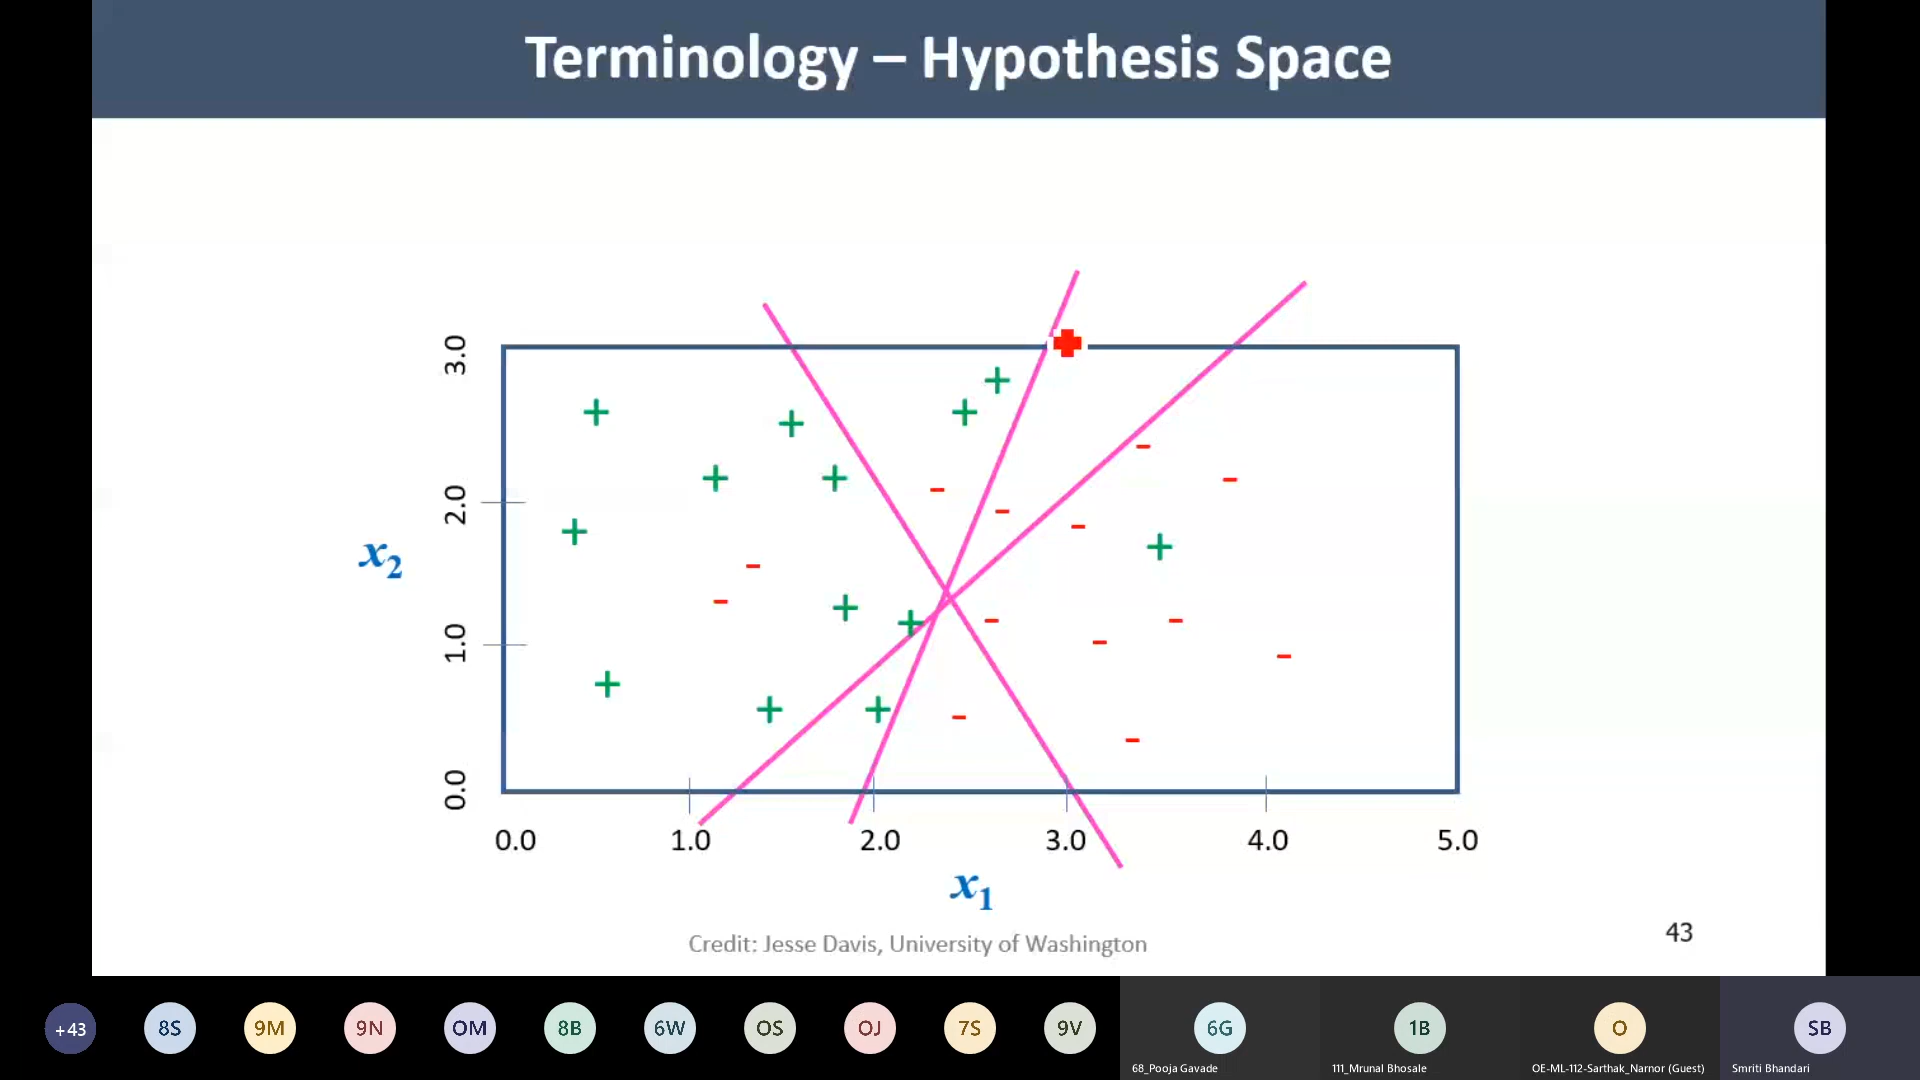 Terminology – Hypothesis Space
3.0
2.0
x2
1.0
0.0
0.0 1.0 2.0 3.0 4.0 5.0
x1
Credit: Jesse Davis, University of Washington
43
+43 8S 9M 9N OM 8B 6W OS OJ 7S 9V 6G 1B O SB
68_Pooja Gavade 111_Mrunal Bhosale OE-ML-112-Sarthak_Narnor (Guest) Smriti Bhandari